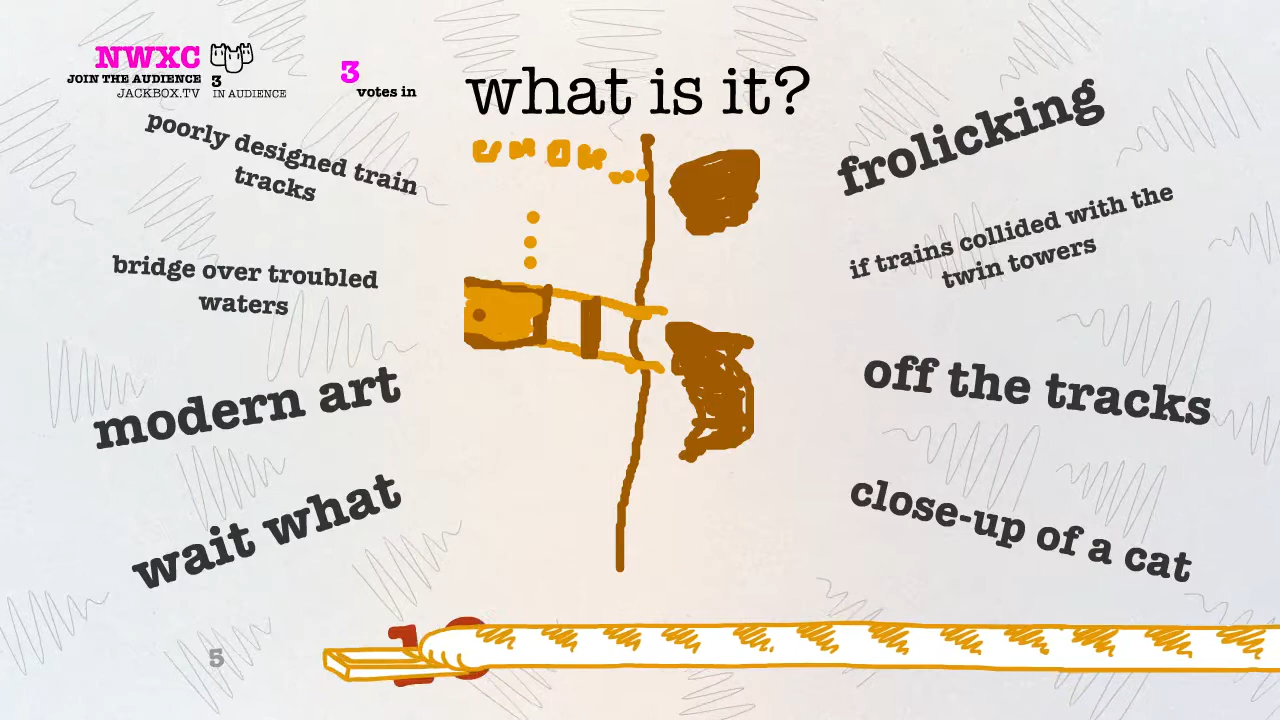 NWXC
JOIN THE AUDIENCE
JACKBOX.TV
3
IN AUDIENCE
3
votes in
what is it?
poorly designed train
tracks
bridge over troubled
waters
modern art
wait what
frolicking
if trains collided with the
twin towers
off the tracks
close-up of a cat
5